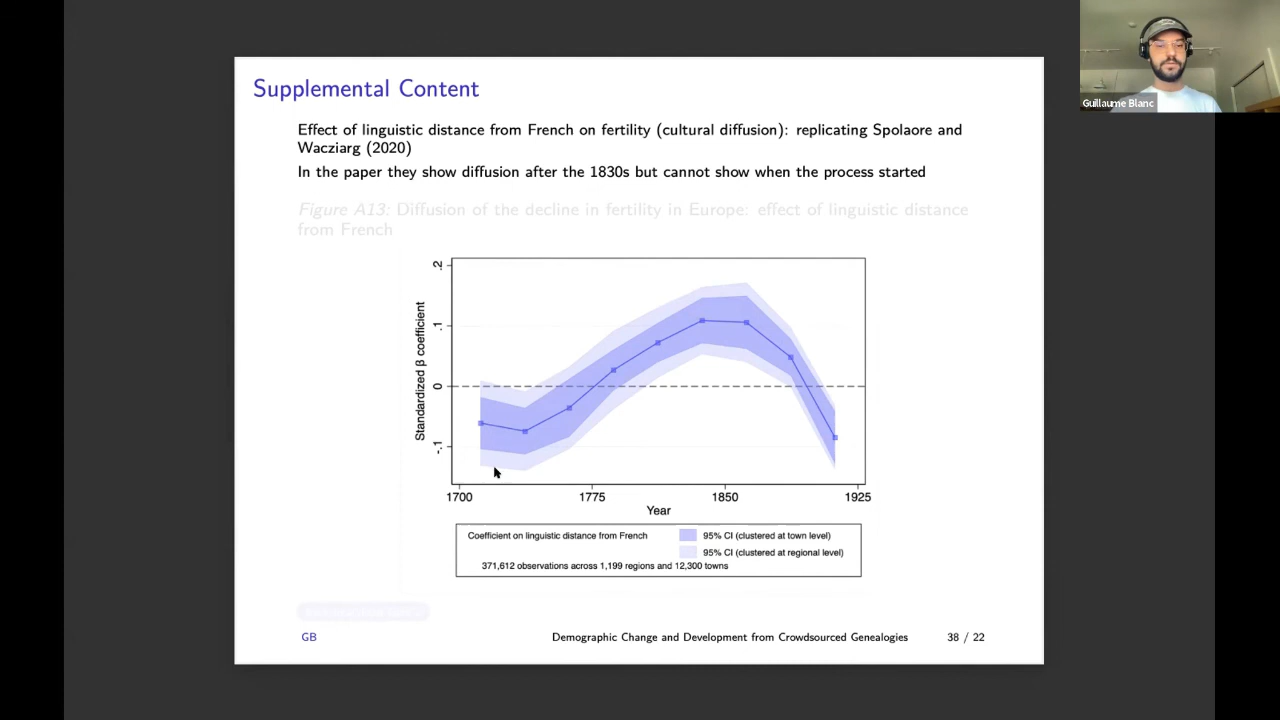 Supplemental Content
Effect of linguistic distance from French on fertility (cultural diffusion): replicating Spolaore and
Wacziarg (2020)
In the paper they show diffusion after the 1830s but cannot show when the process started
Figure A13: Diffusion of the decline in fertility in Europe: effect of linguistic distance
from French
.2
.1
0
-.1
Standardized β coefficient
1700 1775 1850 1925
Year
Coefficient on linguistic distance from French
95% CI (clustered at town level)
95% CI (clustered at regional level)
371,612 observations across 1,199 regions and 12,300 towns
GB Demographic Change and Development from Crowdsourced Genealogies 38 / 22
Guillaume Blanc